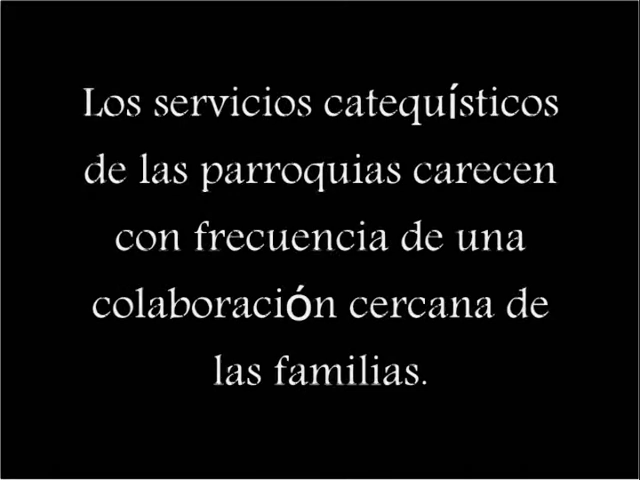 Los servicios catequísticos
de las parroquias carecen
con frecuencia de una
colaboración cercana de
las familias.